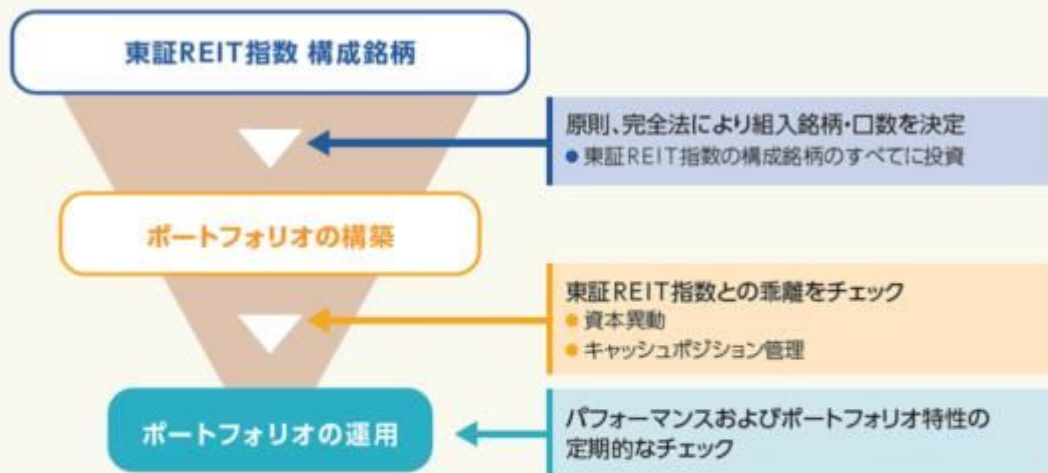 東証REIT指数 構成銘柄
原則、完全法により組入銘柄・口数を決定
● 東証REIT指数の構成銘柄のすべてに投資
ポートフォリオの構築
東証REIT指数との乖離をチェック
● 資本異動
● キャッシュポジション管理
ポートフォリオの運用
パフォーマンスおよびポートフォリオ特性の
定期的なチェック